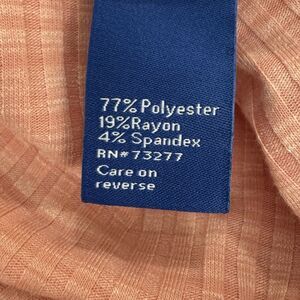 77% Polyester
19% Rayon
4% Spandex
RN# 73277
Care on
reverse